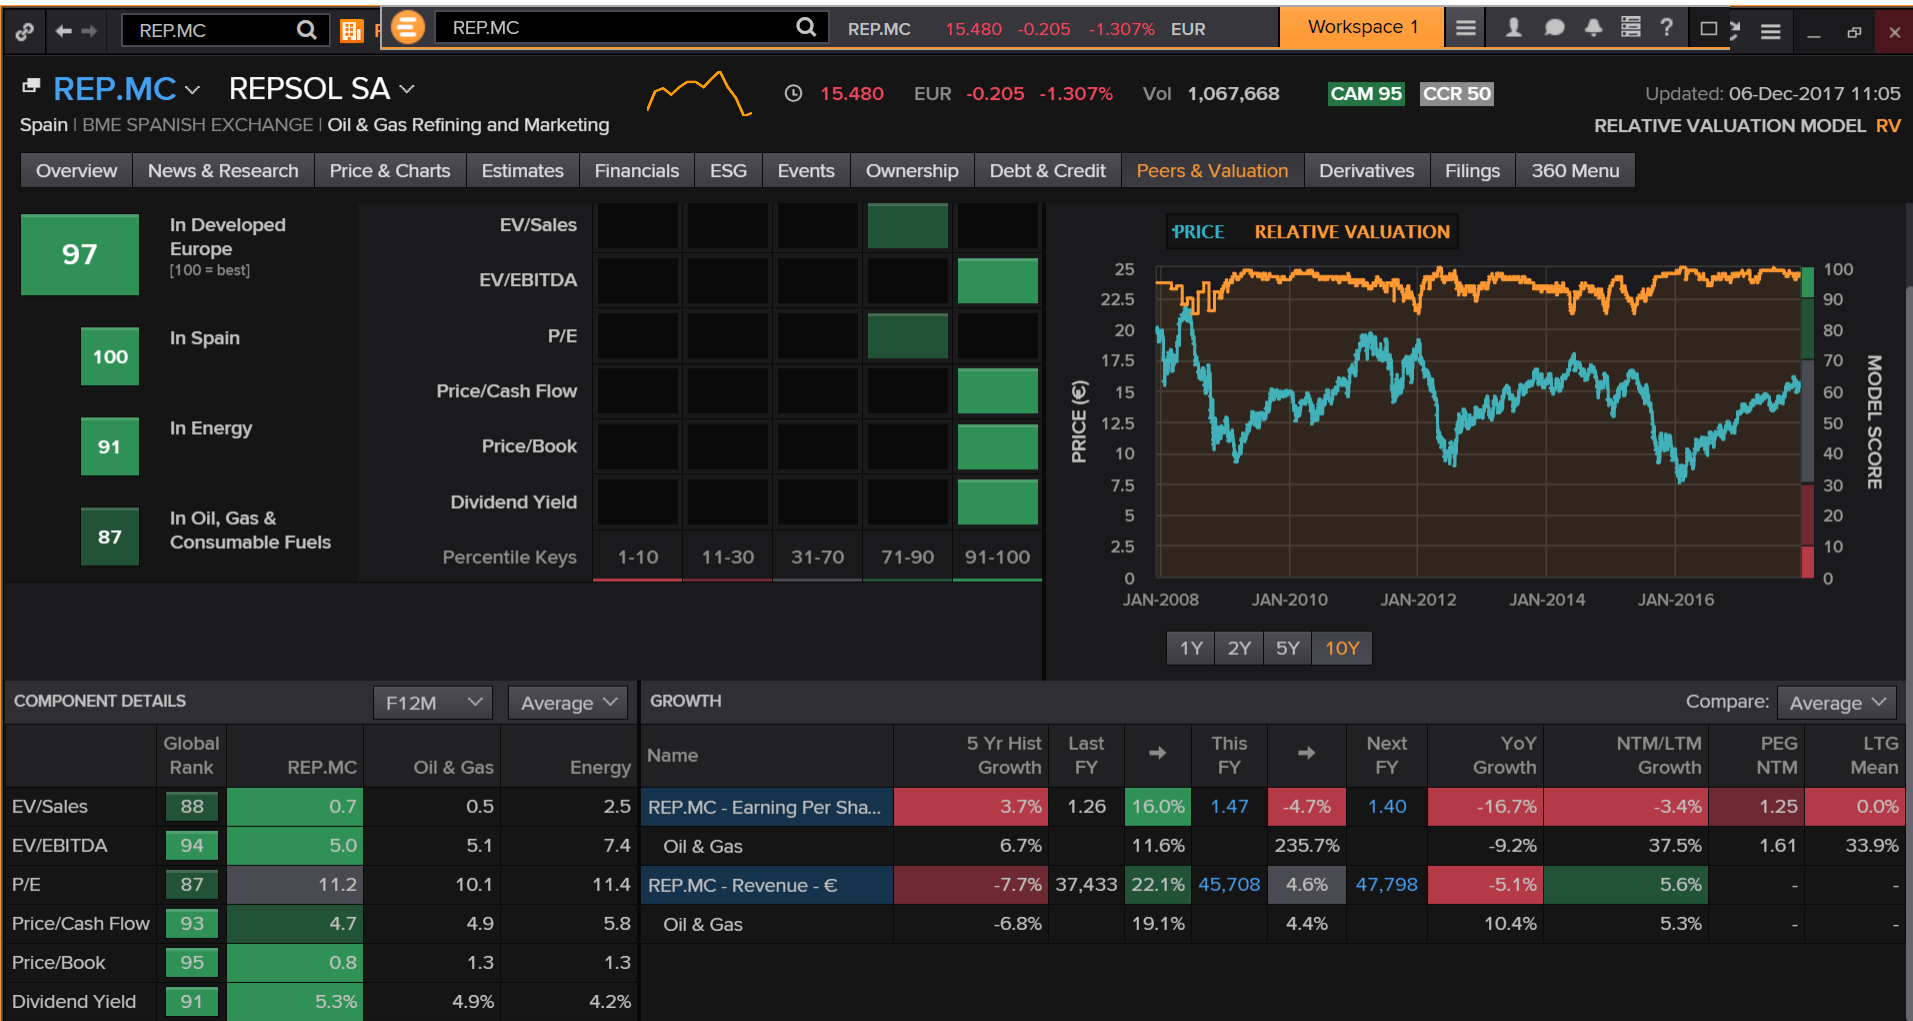 REP.MC
REP.MC
REP.MC 15.480 -0.205 -1.307% EUR
Workspace 1
?
REP.MC REPSOL SA
15.480 EUR -0.205 -1.307% Vol 1,067,668
CAM 95 CCR 50
Updated: 06-Dec-2017 11:05
Spain | BME SPANISH EXCHANGE | Oil & Gas Refining and Marketing
RELATIVE VALUATION MODEL RV
Overview News & Research Price & Charts Estimates Financials ESG Events Ownership Debt & Credit Peers & Valuation Derivatives Filings 360 Menu
97
In Developed
Europe
[100 = best]
100
In Spain
91
In Energy
87
In Oil, Gas &
Consumable Fuels
EV/Sales
EV/EBITDA
P/E
Price/Cash Flow
Price/Book
Dividend Yield
Percentile Keys 1-10 11-30 31-70 71-90 91-100
PRICE RELATIVE VALUATION
PRICE (€)
25
22.5
20
17.5
15
12.5
10
7.5
5
2.5
0
100
90
80
70
60
50
40
30
20
10
0
MODEL SCORE
JAN-2008 JAN-2010 JAN-2012 JAN-2014 JAN-2016
1Y 2Y 5Y 10Y
COMPONENT DETAILS F12M Average
Global
Rank REP.MC Oil & Gas Energy
EV/Sales 88 0.7 0.5 2.5
EV/EBITDA 94 5.0 5.1 7.4
P/E 87 11.2 10.1 11.4
Price/Cash Flow 93 4.7 4.9 5.8
Price/Book 95 0.8 1.3 1.3
Dividend Yield 91 5.3% 4.9% 4.2%
GROWTH Compare: Average
Name
5 Yr Hist Growth
Last FY
This FY
Next FY
YoY Growth
NTM/LTM Growth
PEG NTM
LTG Mean
REP.MC - Earning Per Sha... 3.7% 1.26 16.0% 1.47 -4.7% 1.40 -16.7% -3.4% 1.25 0.0%
Oil & Gas 6.7% 11.6% 235.7% -9.2% 37.5% 1.61 33.9%
REP.MC - Revenue - € -7.7% 37,433 22.1% 45,708 4.6% 47,798 -5.1% 5.6% - -
Oil & Gas -6.8% 19.1% 4.4% 10.4% 5.3% - -